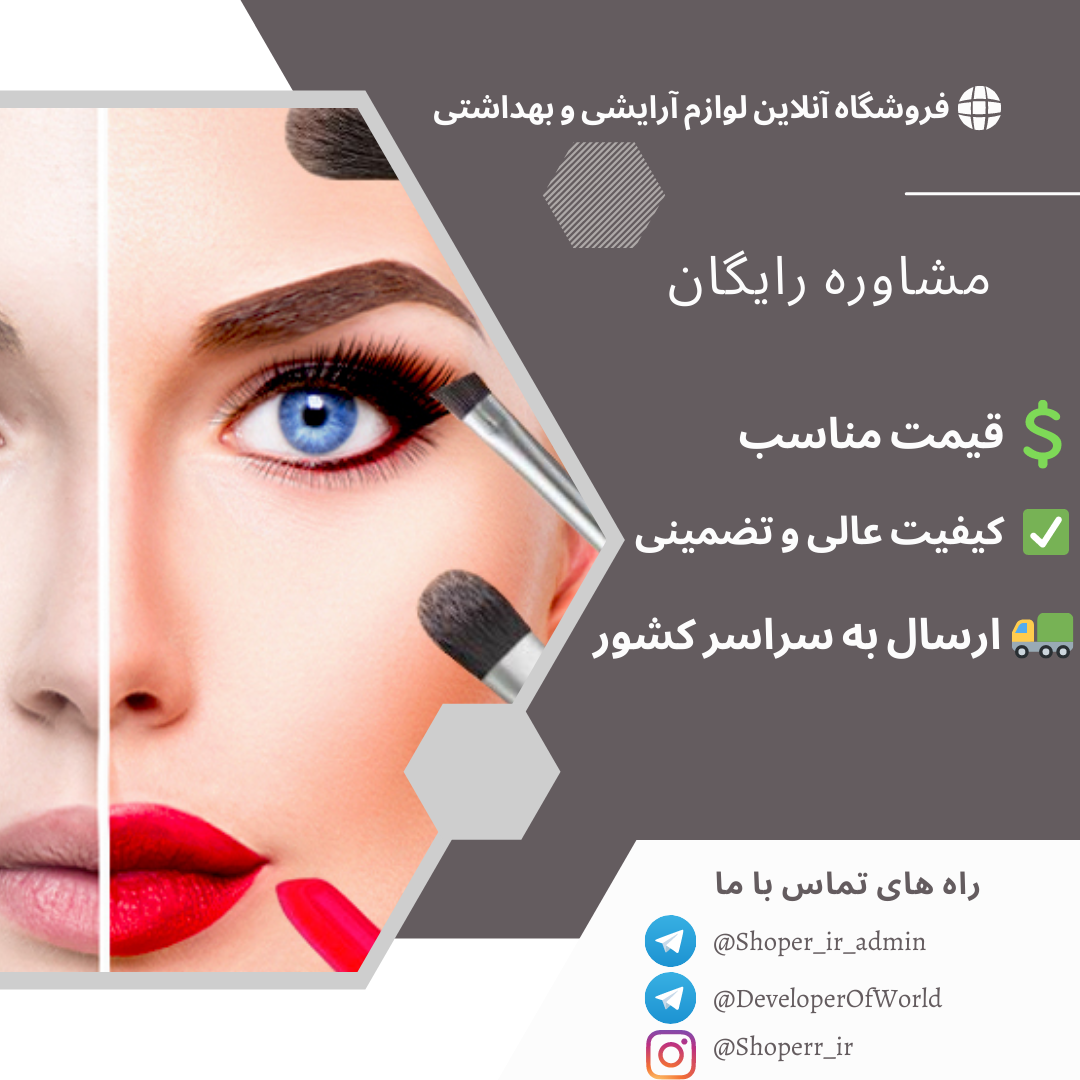 فروشگاه آنلاین لوازم آرایشی و بهداشتی
مشاوره رایگان
قیمت مناسب
کیفیت عالی و تضمینی
ارسال به سراسر کشور
راه های تماس با ما
@Shoper_ir_admin
@DeveloperOfWorld
@Shoperr_ir